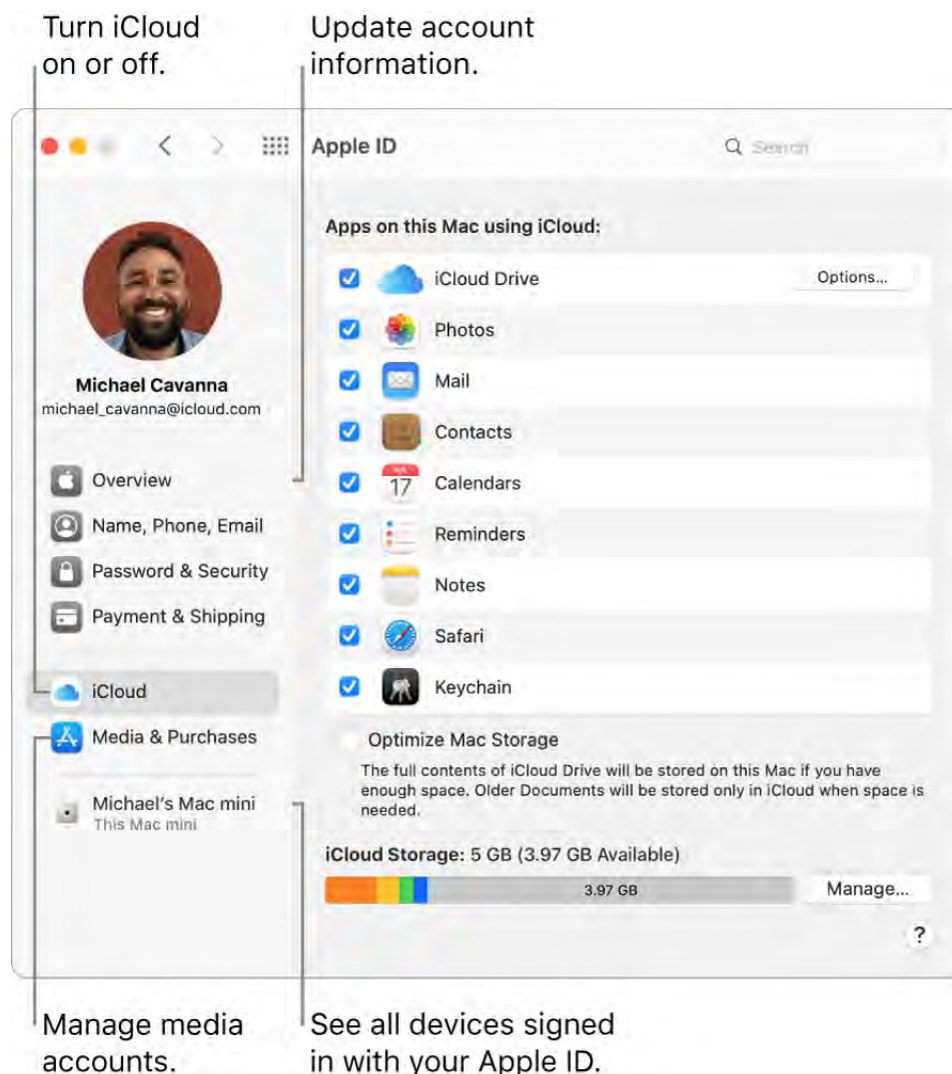 Turn iCloud
on or off.
Update account
information.
Apple ID
Search
Michael Cavanna
michael_cavanna@icloud.com
Overview
Name, Phone, Email
Password & Security
Payment & Shipping
iCloud
Media & Purchases
Michael's Mac mini
This Mac mini
Apps on this Mac using iCloud:
iCloud Drive
Options...
Photos
Mail
Contacts
17
Calendars
Reminders
Notes
Safari
Keychain
Optimize Mac Storage
The full contents of iCloud Drive will be stored on this Mac if you have
enough space. Older Documents will be stored only in iCloud when space is
needed.
iCloud Storage: 5 GB (3.97 GB Available)
3.97 GB
Manage...
?
Manage media
accounts.
See all devices signed
in with your Apple ID.